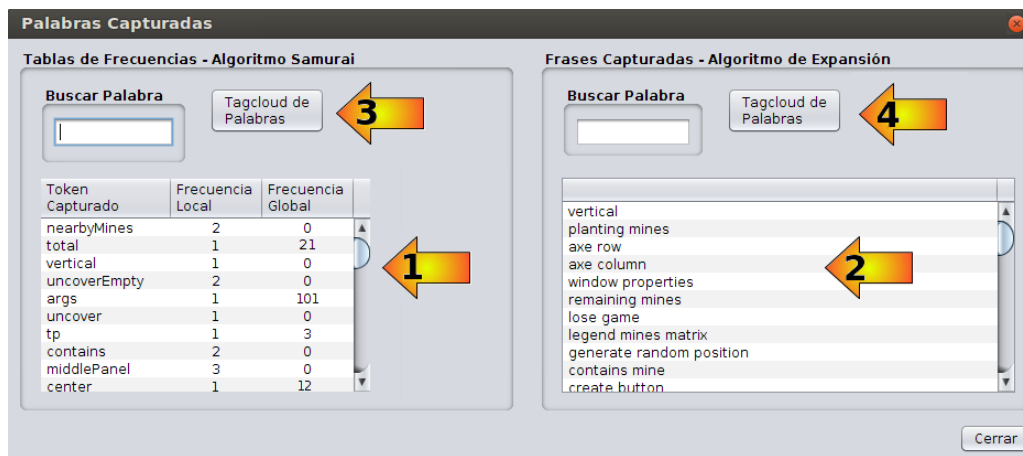 Palabras Capturadas
Tablas de Frecuencias - Algoritmo Samurai
Buscar Palabra
Tagcloud de
Palabras
3
Token
Capturado
Frecuencia
Local
Frecuencia
Global
nearbyMines 2 0
total 1 21
vertical 1 0
uncoverEmpty 2 0
args 1 101
uncover 1 0
tp 1 3
contains 2 0
middlePanel 3 0
center 1 12
1
Frases Capturadas - Algoritmo de Expansión
Buscar Palabra
Tagcloud de
Palabras
4
vertical
planting mines
axe row
axe column
window properties
remaining mines
lose game
legend mines matrix
generate random position
contains mine
create button
2
Cerrar